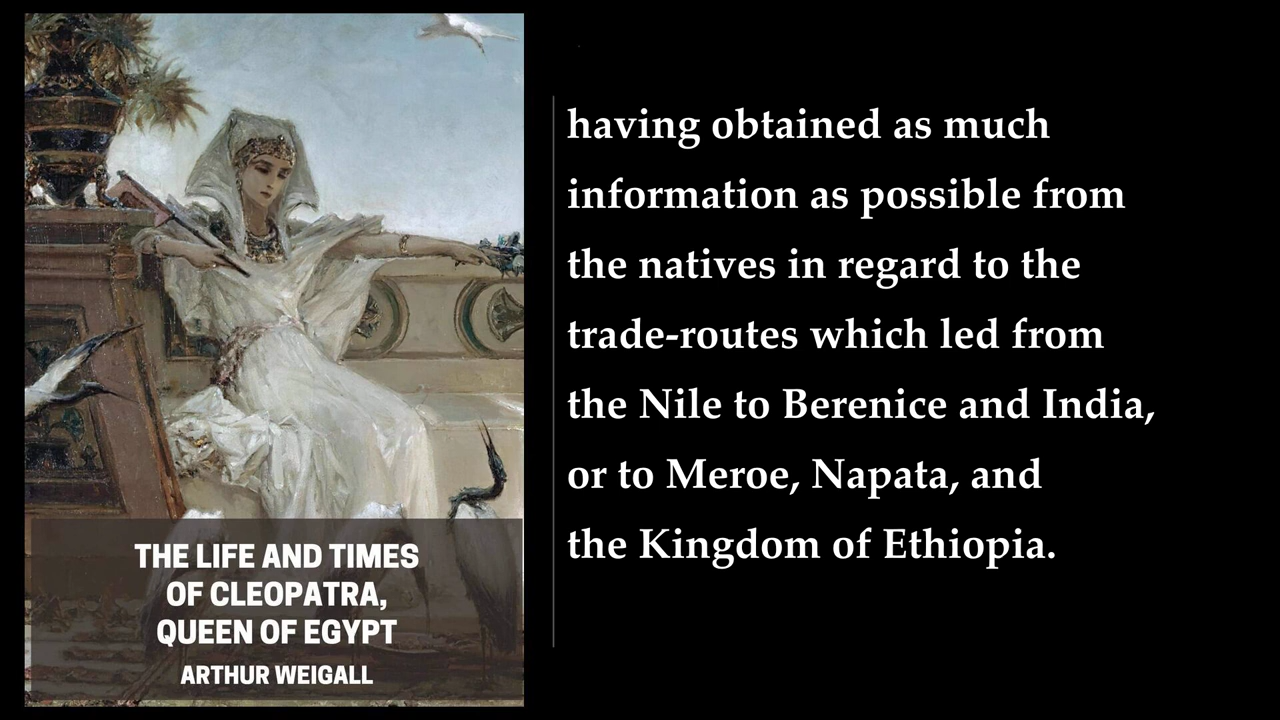 THE LIFE AND TIMES
OF CLEOPATRA,
QUEEN OF EGYPT
ARTHUR WEIGALL
having obtained as much
information as possible from
the natives in regard to the
trade-routes which led from
the Nile to Berenice and India,
or to Meroe, Napata, and
the Kingdom of Ethiopia.